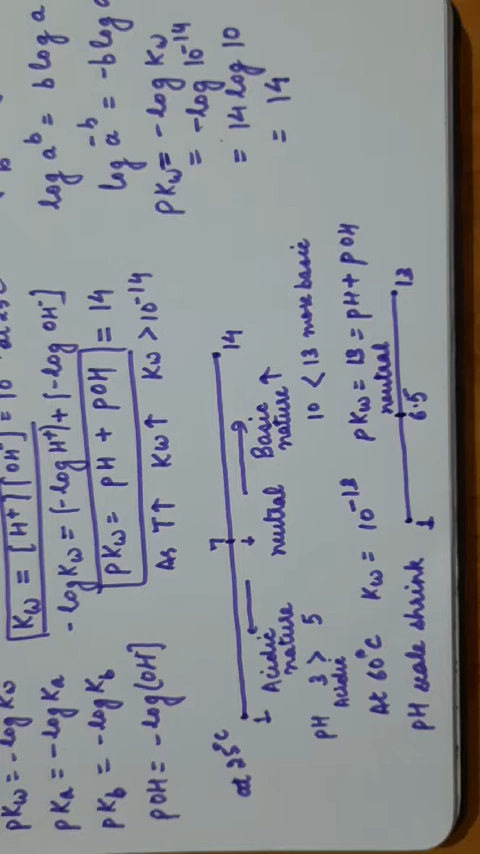 pKw = -log Kw
pKa = -log Ka
pKb = -log Kb
pOH = -log [OH⁻]
Kw = [H⁺] [OH⁻] = 10
-log Kw = [-log H⁺] + [-log OH⁻]
pKw = pH + pOH = 14
As T↑ Kw↑ Kw > 10⁻¹⁴
log aᵇ = b log a
log a⁻ᵇ = -b log a
pKw = -log Kw
= -log 10⁻¹⁴
= 14 log 10
= 14
at 25°C
1 7 14
Acidic nature
neutral
Basic nature ↑
pH 3 > 5
Acidic
10 < 13 more basic
At 60°C Kw = 10⁻¹³ pKw = 13 = pH + pOH
neutral
pH scale shrink 1 6.5 13